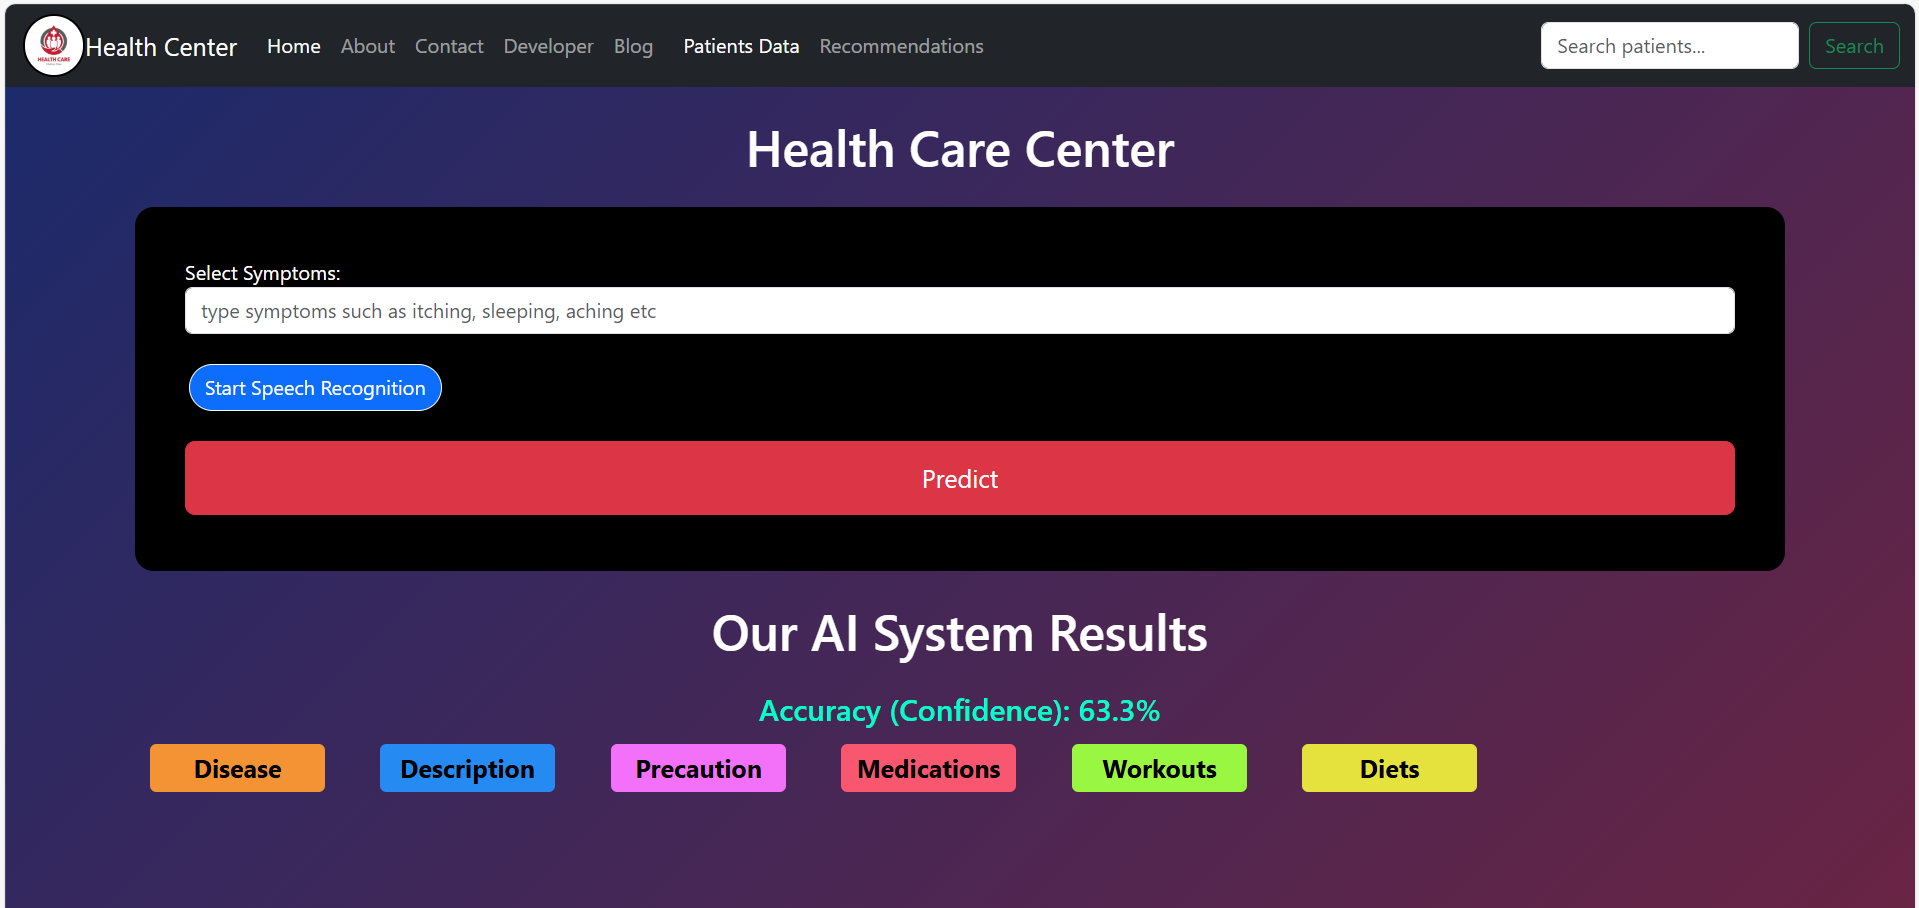 HEALTH CARE
Health Center Home About Contact Developer Blog Patients Data Recommendations Search patients... Search
Health Care Center
Select Symptoms:
type symptoms such as itching, sleeping, aching etc
Start Speech Recognition
Predict
Our AI System Results
Accuracy (Confidence): 63.3%
Disease Description Precaution Medications Workouts Diets